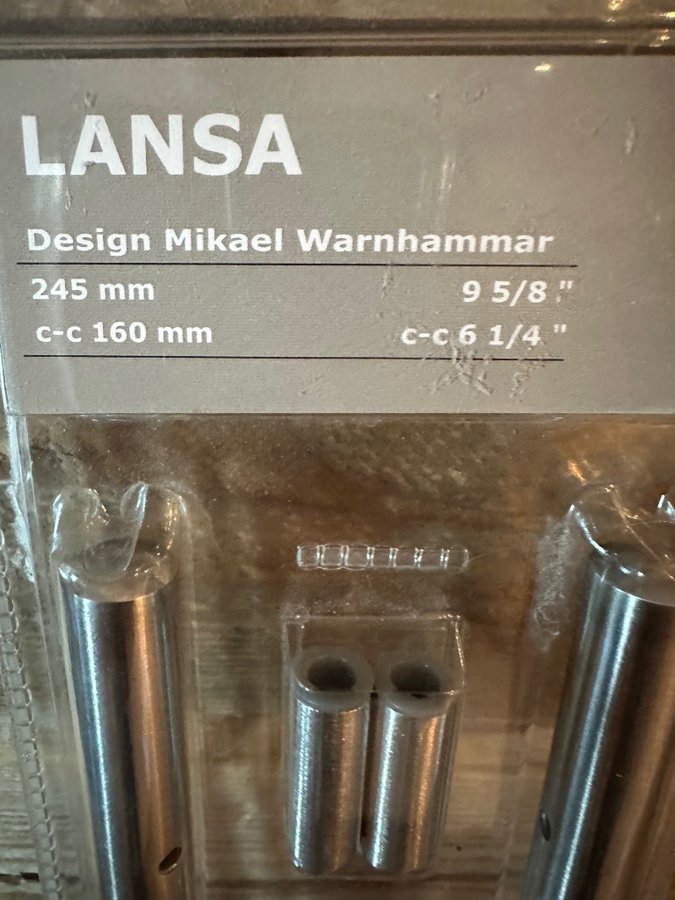 LANSA
Design Mikael Warnhammar
245 mm 9 5/8 "
c-c 160 mm c-c 6 1/4 "